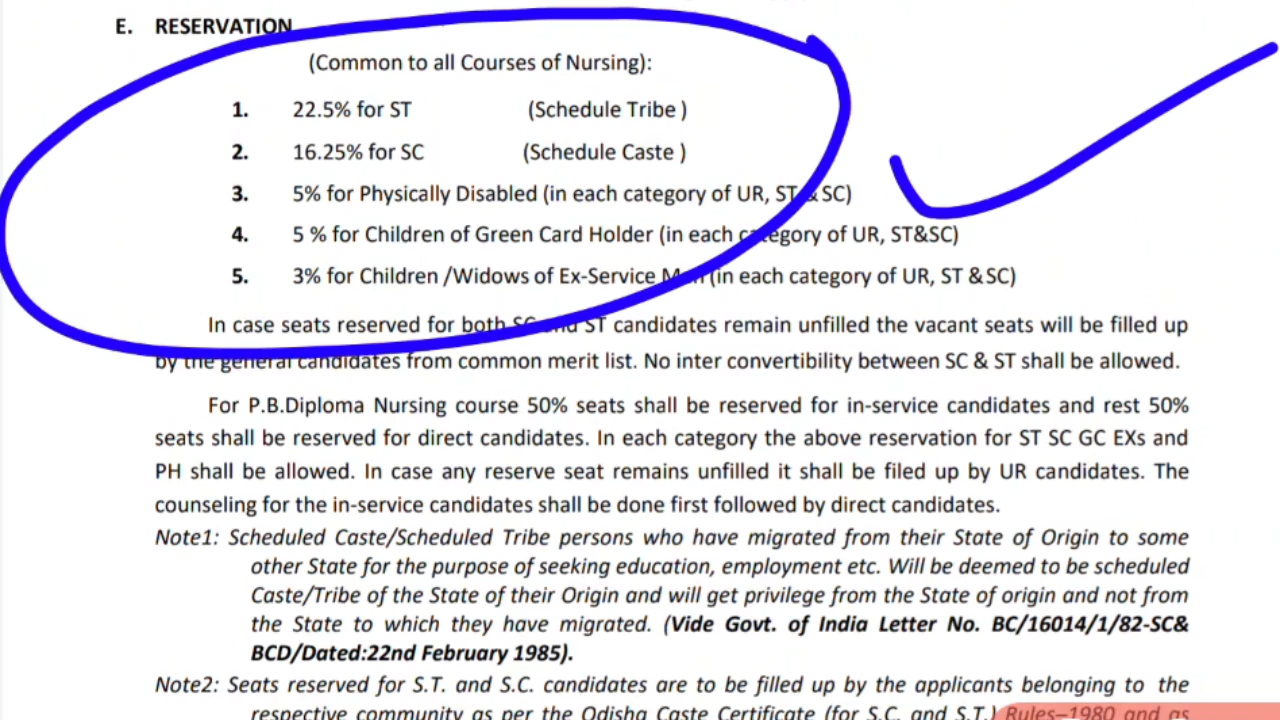 E. RESERVATION
(Common to all Courses of Nursing):
1. 22.5% for ST (Schedule Tribe )
2. 16.25% for SC (Schedule Caste )
3. 5% for Physically Disabled (in each category of UR, ST & SC)
4. 5 % for Children of Green Card Holder (in each category of UR, ST&SC)
5. 3% for Children /Widows of Ex-Service Men (in each category of UR, ST & SC)
In case seats reserved for both SC and ST candidates remain unfilled the vacant seats will be filled up
by the general candidates from common merit list. No inter convertibility between SC & ST shall be allowed.
For P.B.Diploma Nursing course 50% seats shall be reserved for in-service candidates and rest 50%
seats shall be reserved for direct candidates. In each category the above reservation for ST SC GC EXs and
PH shall be allowed. In case any reserve seat remains unfilled it shall be filed up by UR candidates. The
counseling for the in-service candidates shall be done first followed by direct candidates.
Note1: Scheduled Caste/Scheduled Tribe persons who have migrated from their State of Origin to some
other State for the purpose of seeking education, employment etc. Will be deemed to be scheduled
Caste/Tribe of the State of their Origin and will get privilege from the State of origin and not from
the State to which they have migrated. (Vide Govt. of India Letter No. BC/16014/1/82-SC&
BCD/Dated:22nd February 1985).
Note2: Seats reserved for S.T. and S.C. candidates are to be filled up by the applicants belonging to the
respective community as per the Odisha Caste Certificate (for S.C. and S.T.) Rules–1980 and as